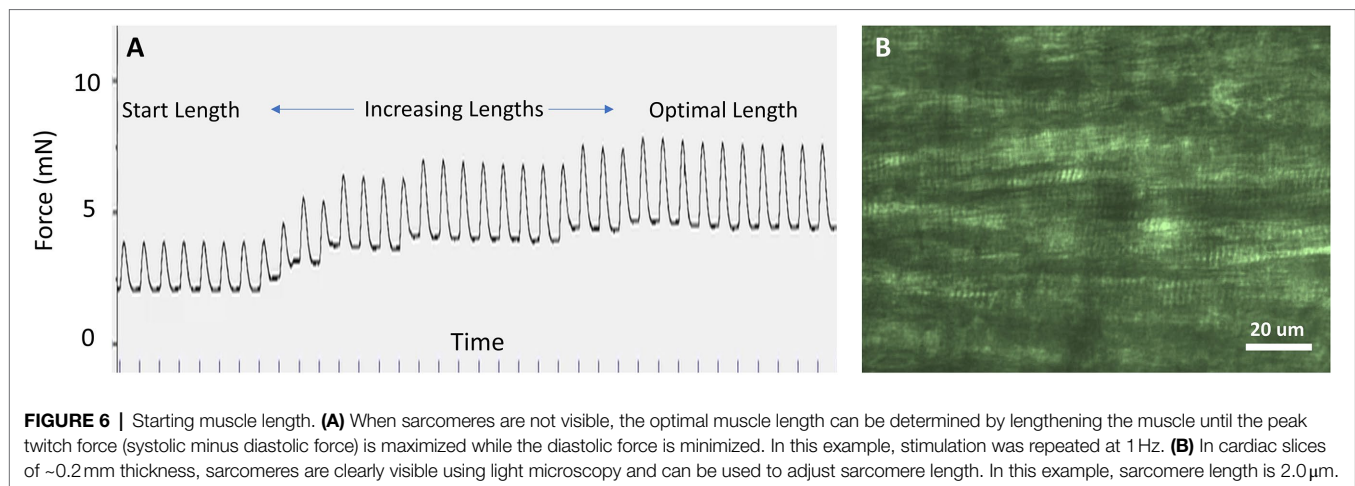 A
10
Start Length
Increasing Lengths
Optimal Length
Force (mN)
5
0
Time
B
20 um
FIGURE 6 | Starting muscle length. (A) When sarcomeres are not visible, the optimal muscle length can be determined by lengthening the muscle until the peak
twitch force (systolic minus diastolic force) is maximized while the diastolic force is minimized. In this example, stimulation was repeated at 1 Hz. (B) In cardiac slices
of ~0.2 mm thickness, sarcomeres are clearly visible using light microscopy and can be used to adjust sarcomere length. In this example, sarcomere length is 2.0 μm.